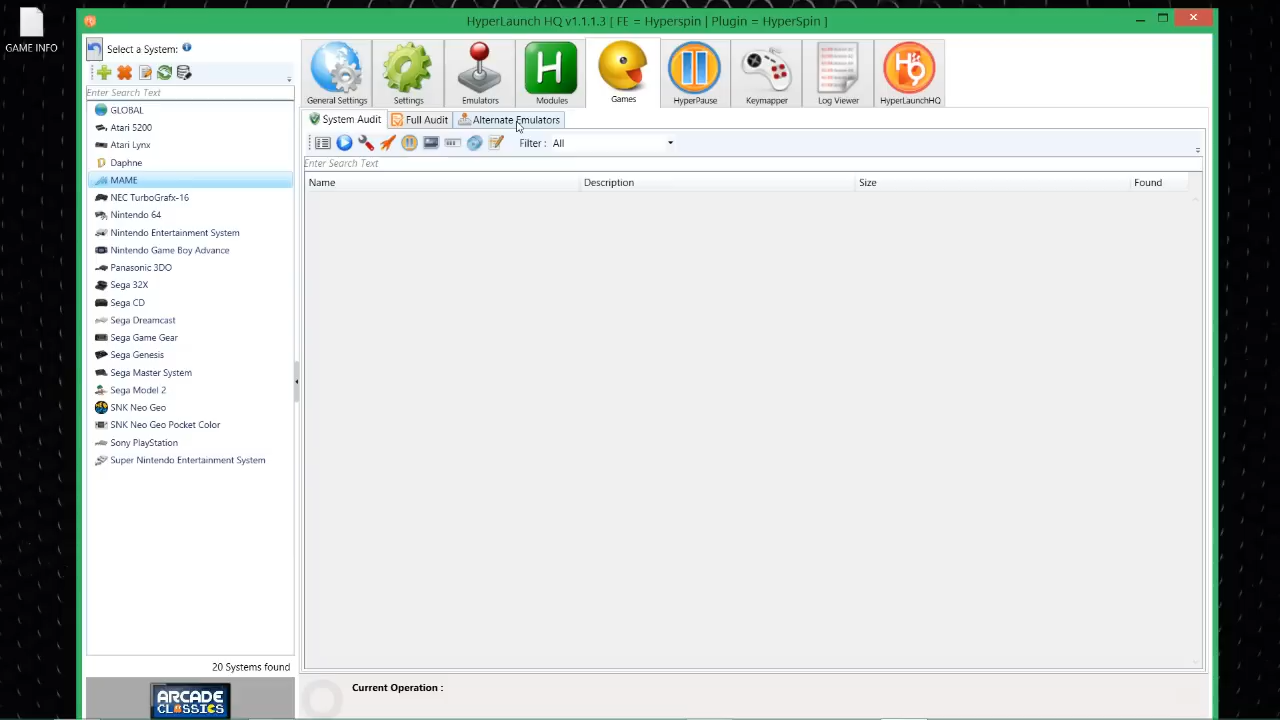 GAME INFO
HyperLaunch HQ v1.1.1.3 [ FE = Hyperspin | Plugin = HyperSpin ]
Select a System:
Enter Search Text
GLOBAL
Atari 5200
Atari Lynx
Daphne
MAME
NEC TurboGrafx-16
Nintendo 64
Nintendo Entertainment System
Nintendo Game Boy Advance
Panasonic 3DO
Sega 32X
Sega CD
Sega Dreamcast
Sega Game Gear
Sega Genesis
Sega Master System
Sega Model 2
SNK Neo Geo
SNK Neo Geo Pocket Color
Sony PlayStation
Super Nintendo Entertainment System
20 Systems found
ARCADE
CLASSICS
General Settings Settings Emulators Modules Games HyperPause Keymapper Log Viewer HyperLaunchHQ
System Audit Full Audit Alternate Emulators
Filter : All
Enter Search Text
Name Description Size Found
Current Operation :